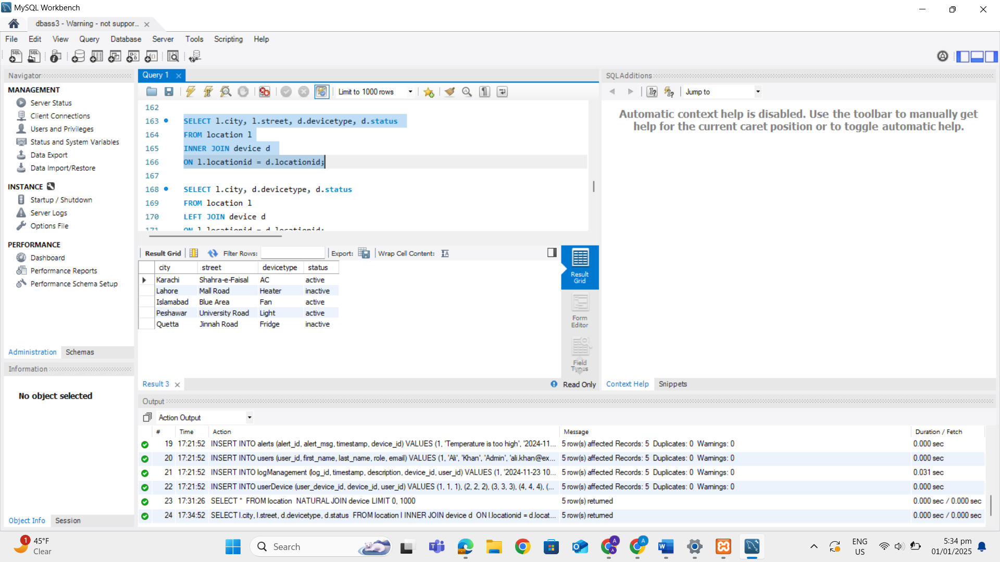 MySQL Workbench
dbass3 - Warning - not suppor...
File Edit View Query Database Server Tools Scripting Help
Navigator
MANAGEMENT
Server Status
Client Connections
Users and Privileges
Status and System Variables
Data Export
Data Import/Restore
INSTANCE
Startup / Shutdown
Server Logs
Options File
PERFORMANCE
Dashboard
Performance Reports
Performance Schema Setup
Administration Schemas
Information
No object selected
Object Info Session
Query 1
Limit to 1000 rows
162
163 SELECT l.city, l.street, d.devicetype, d.status
164 FROM location l
165 INNER JOIN device d
166 ON l.locationid = d.locationid;
167
168 SELECT l.city, d.devicetype, d.status
169 FROM location l
170 LEFT JOIN device d
171 ON l.locationid = d.locationid;
Result Grid Filter Rows: Export: Wrap Cell Content:
city street devicetype status
Karachi Shahra-e-Faisal AC active
Lahore Mall Road Heater inactive
Islamabad Blue Area Fan active
Peshawar University Road Light active
Quetta Jinnah Road Fridge inactive
Result Grid
Form Editor
Field Types
Result 3
Read Only
SQLAdditions
Jump to
Automatic context help is disabled. Use the toolbar to manually get
help for the current caret position or to toggle automatic help.
Context Help Snippets
Output
Action Output
# Time Action Message Duration / Fetch
19 17:21:52 INSERT INTO alerts (alert_id, alert_msg, timestamp, device_id) VALUES (1, 'Temperature is too high', '2024-11... 5 row(s) affected Records: 5 Duplicates: 0 Warnings: 0 0.000 sec
20 17:21:52 INSERT INTO users (user_id, first_name, last_name, role, email) VALUES (1, 'Ali', 'Khan', 'Admin', 'ali.khan@ex... 5 row(s) affected Records: 5 Duplicates: 0 Warnings: 0 0.000 sec
21 17:21:52 INSERT INTO logManagement (log_id, timestamp, description, device_id, user_id) VALUES (1, '2024-11-23 10... 5 row(s) affected Records: 5 Duplicates: 0 Warnings: 0 0.031 sec
22 17:21:52 INSERT INTO userDevice (user_device_id, device_id, user_id) VALUES (1, 1, 1), (2, 2, 2), (3, 3, 3), (4, 4, 4), (... 5 row(s) affected Records: 5 Duplicates: 0 Warnings: 0 0.000 sec
23 17:31:26 SELECT * FROM location NATURAL JOIN device LIMIT 0, 1000 5 row(s) returned 0.000 sec / 0.000 sec
24 17:34:52 SELECT l.city, l.street, d.devicetype, d.status FROM location l INNER JOIN device d ON l.locationid = d.locat... 5 row(s) returned 0.000 sec / 0.000 sec
1
45°F
Clear
Search
A
A
A
ENG
US
5:34 pm
01/01/2025